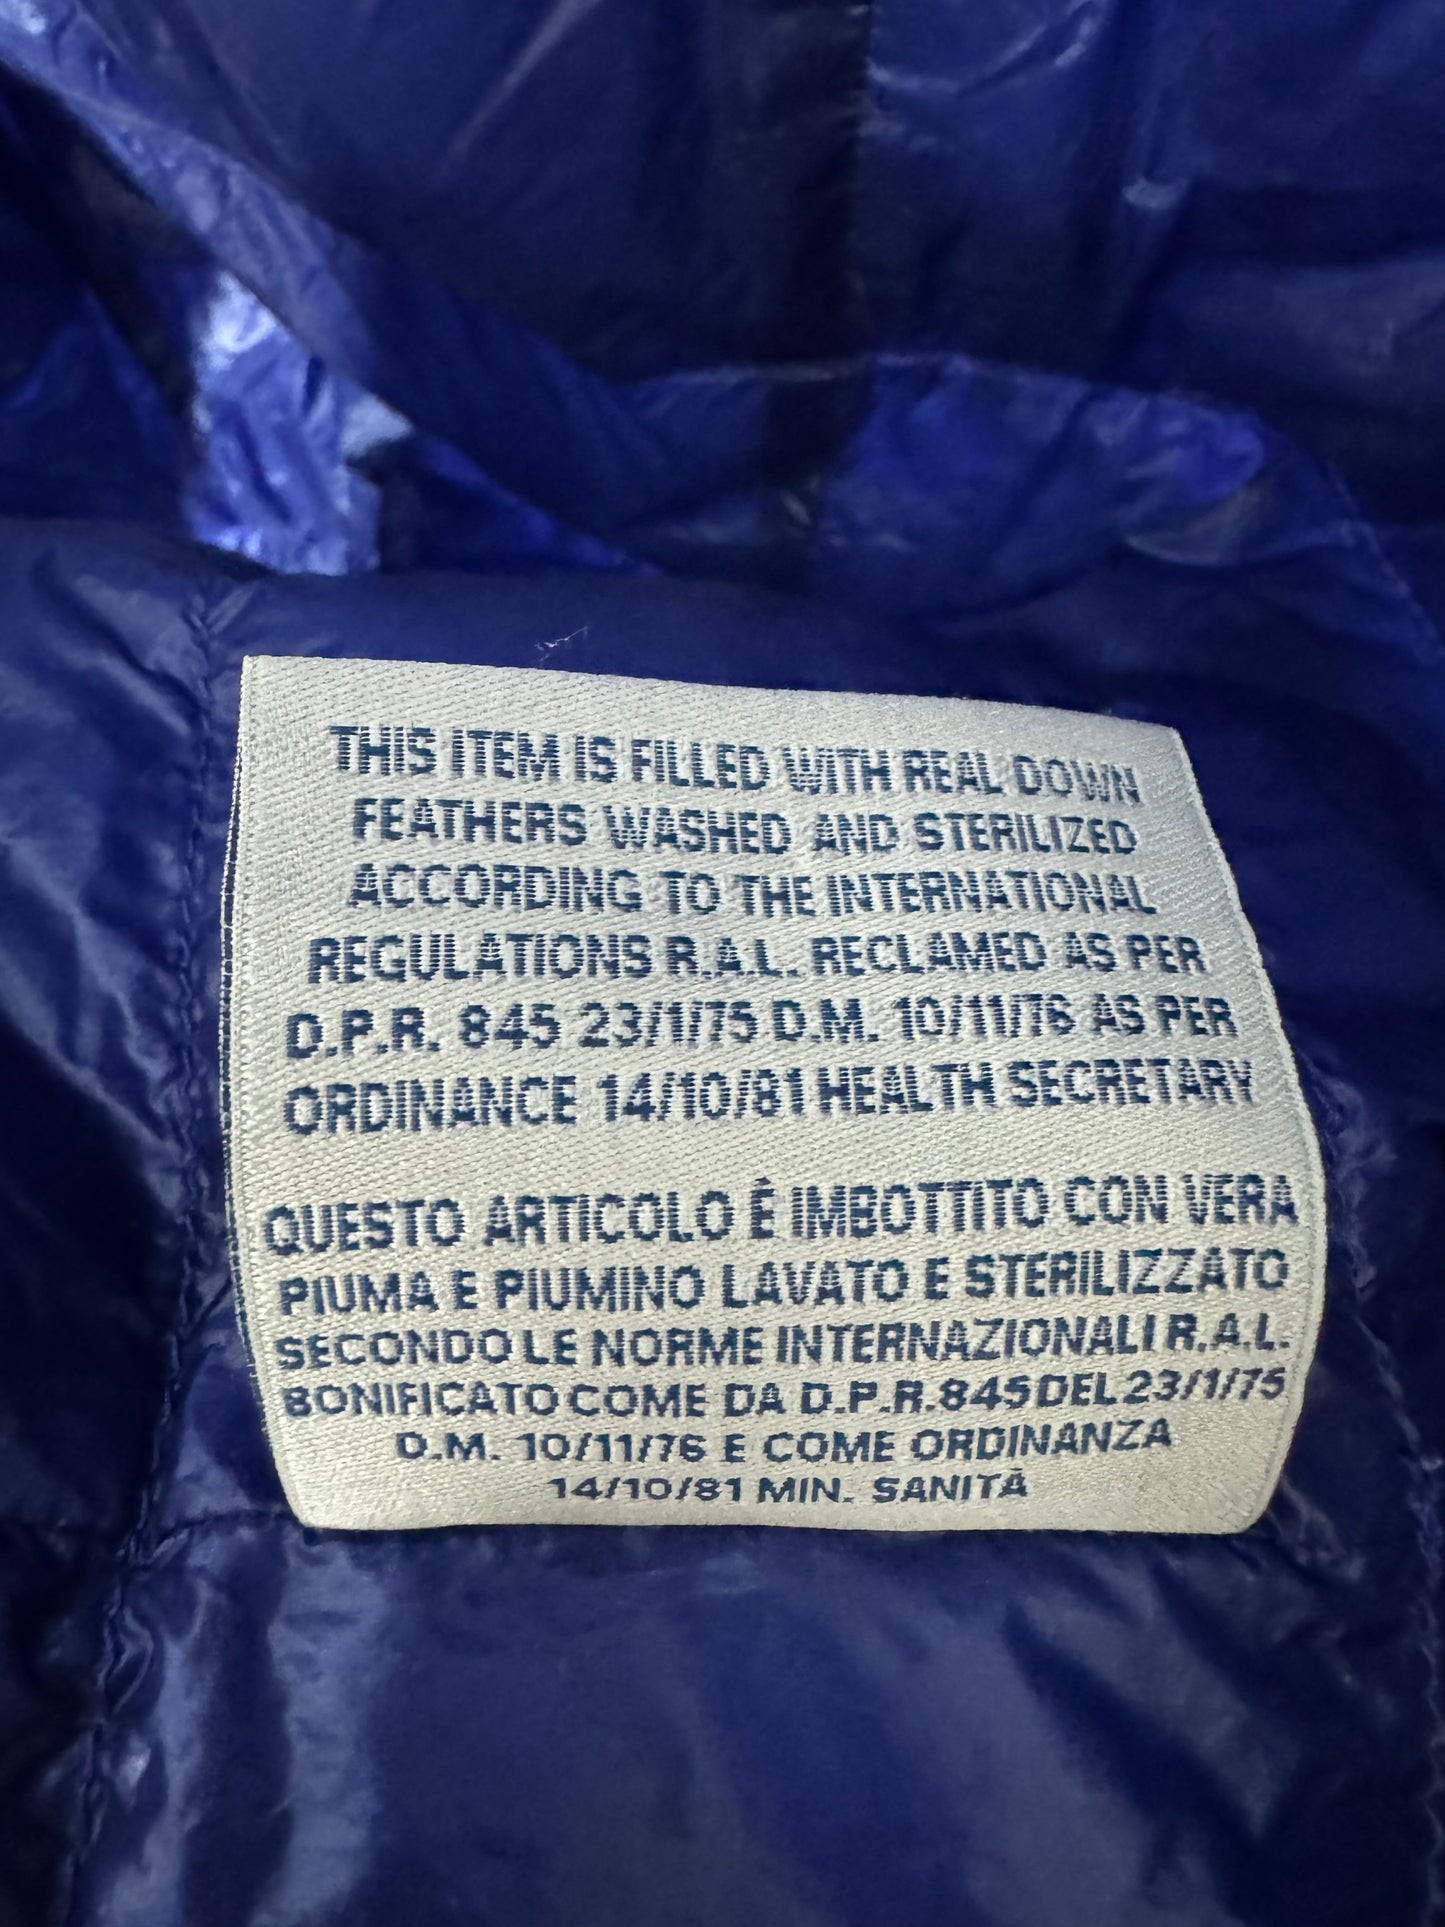 THIS ITEM IS FILLED WITH REAL DOWN
FEATHERS WASHED AND STERILIZED
ACCORDING TO THE INTERNATIONAL
REGULATIONS R.A.L. RECLAMED AS PER
D.P.R. 845 23/1/75 D.M. 10/11/76 AS PER
ORDINANCE 14/10/81 HEALTH SECRETARY
QUESTO ARTICOLO É IMBOTTITO CON VERA
PIUMA E PIUMINO LAVATO E STERILIZZATO
SECONDO LE NORME INTERNAZIONALI R.A.L.
BONIFICATO COME DA D.P.R. 845 DEL 23/1/75
D.M. 10/11/76 E COME ORDINANZA
14/10/81 MIN. SANITÀ